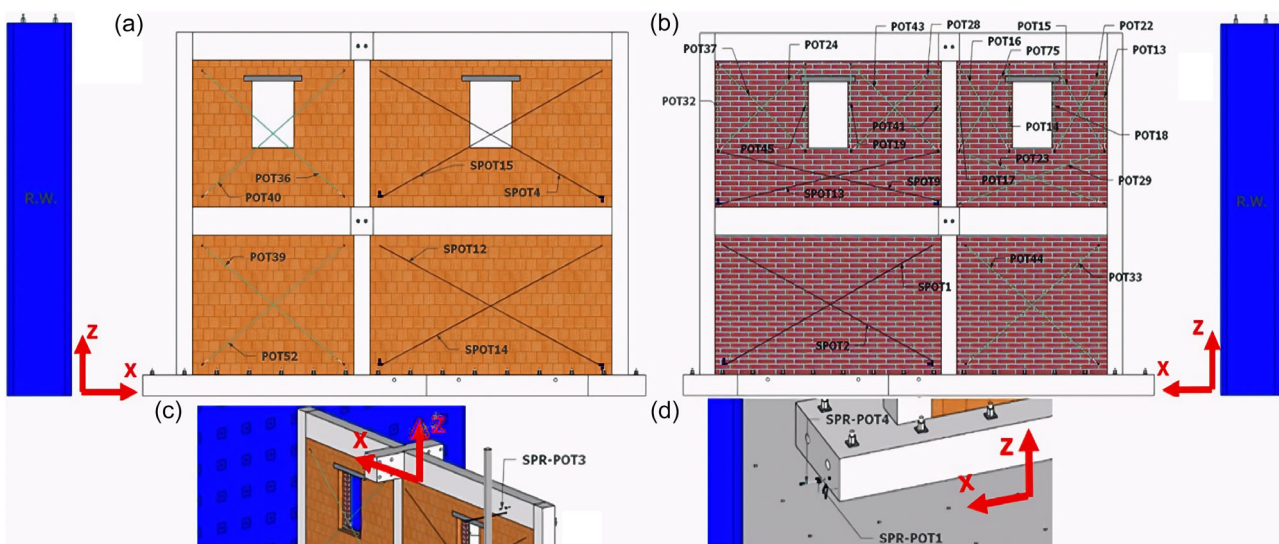 (a)
R.W.
SPOT15
POT36
POT40
SPOT4
SPOT12
POT39
SPOT14
POT52
Z
X
(b)
POT43
POT28
POT15
POT22
POT37
POT24
POT16
POT13
POT75
POT32
POT41
POT14
POT18
POT45
POT19
POT23
SPOT9
POT17
POT29
SPOT13
R.W.
POT44
POT33
SPOT1
SPOT2
Z
X
(c)
X
Z
SPR-POT3
(d)
SPR-POT4
Z
X
SPR-POT1